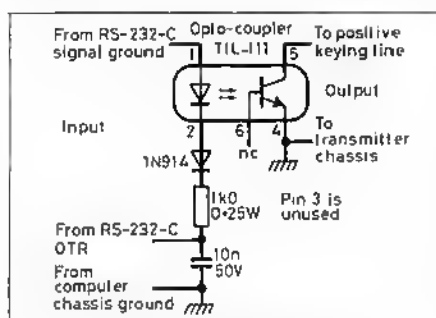 From RS-232-C
signal ground
Opto-coupler
TIL-111
To positive
keying line
1
5
Output
Input
2
6
4
To
transmitter
chassis
nc
1N914
1k0
0·25W
Pin 3 is
unused
From RS-232-C
DTR
10n
50V
From
computer
chassis ground